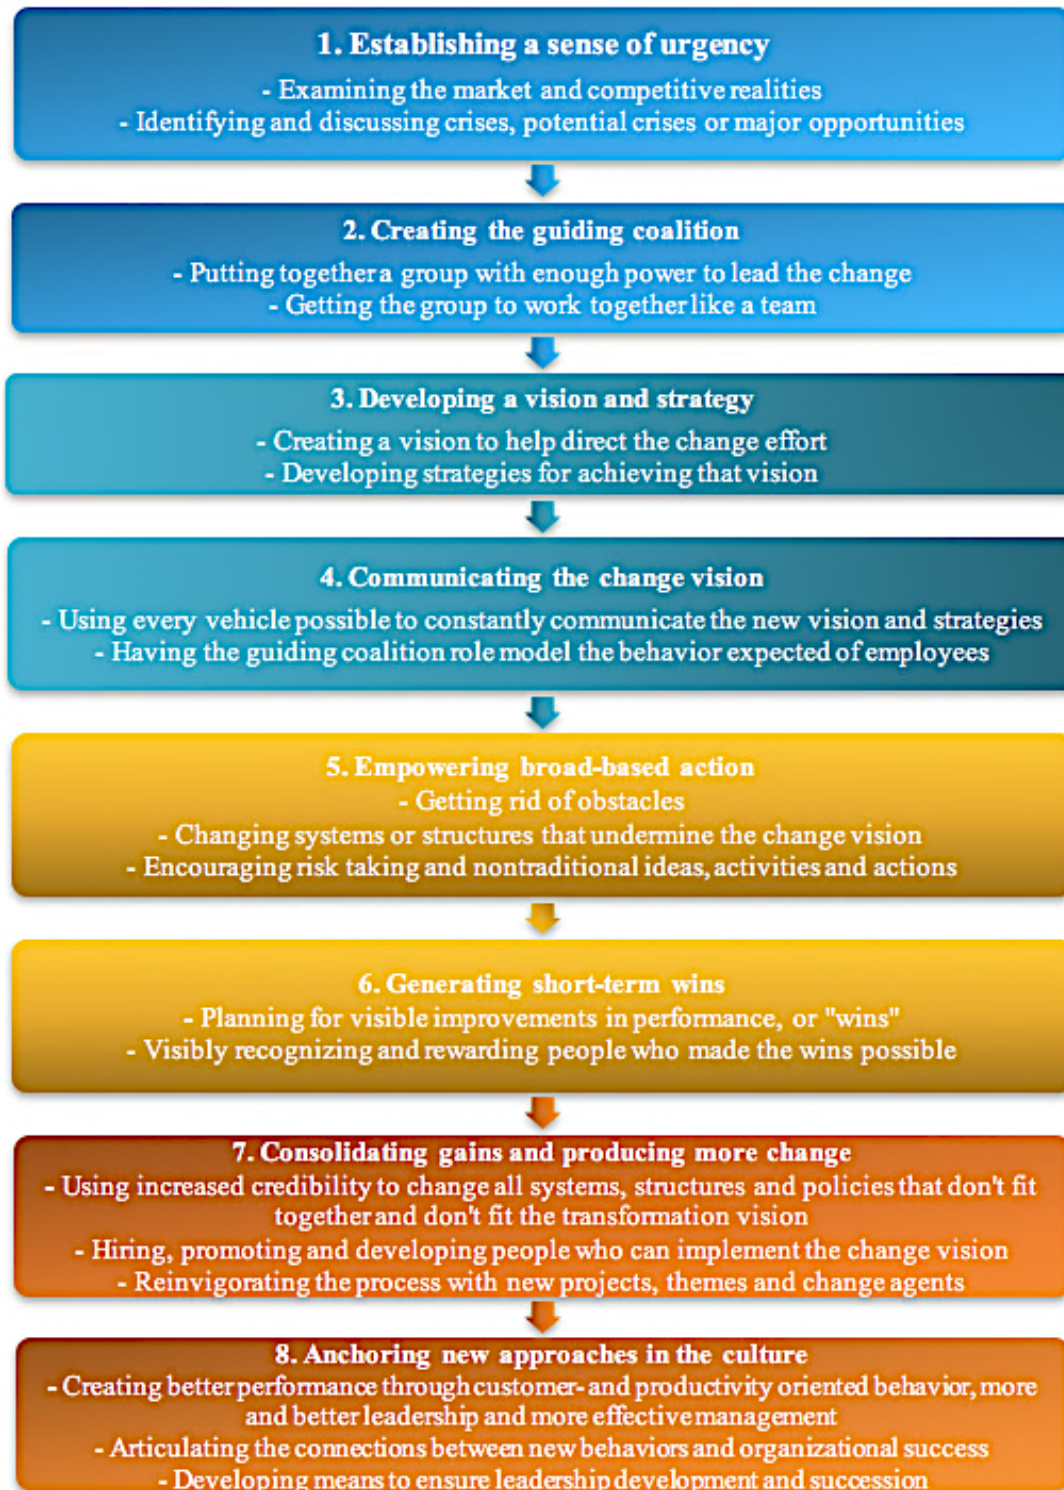 1. Establishing a sense of urgency
- Examining the market and competitive realities
- Identifying and discussing crises, potential crises or major opportunities
2. Creating the guiding coalition
- Putting together a group with enough power to lead the change
- Getting the group to work together like a team
3. Developing a vision and strategy
- Creating a vision to help direct the change effort
- Developing strategies for achieving that vision
4. Communicating the change vision
- Using every vehicle possible to constantly communicate the new vision and strategies
- Having the guiding coalition role model the behavior expected of employees
5. Empowering broad-based action
- Getting rid of obstacles
- Changing systems or structures that undermine the change vision
- Encouraging risk taking and nontraditional ideas, activities and actions
6. Generating short-term wins
- Planning for visible improvements in performance, or "wins"
- Visibly recognizing and rewarding people who made the wins possible
7. Consolidating gains and producing more change
- Using increased credibility to change all systems, structures and policies that don't fit
together and don't fit the transformation vision
- Hiring, promoting and developing people who can implement the change vision
- Reinvigorating the process with new projects, themes and change agents
8. Anchoring new approaches in the culture
- Creating better performance through customer- and productivity oriented behavior, more
and better leadership and more effective management
- Articulating the connections between new behaviors and organizational success
- Developing means to ensure leadership development and succession